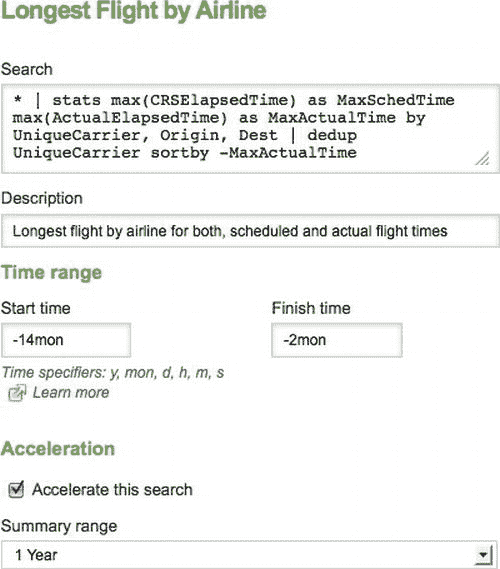 Longest Flight by Airline
Search
* | stats max(CRSElapsedTime) as MaxSchedTime
max(ActualElapsedTime) as MaxActualTime by
UniqueCarrier, Origin, Dest | dedup
UniqueCarrier sortby -MaxActualTime
Description
Longest flight by airline for both, scheduled and actual flight times
Time range
Start time Finish time
-14mon -2mon
Time specifiers: y, mon, d, h, m, s
Learn more
Acceleration
Accelerate this search
Summary range
1 Year